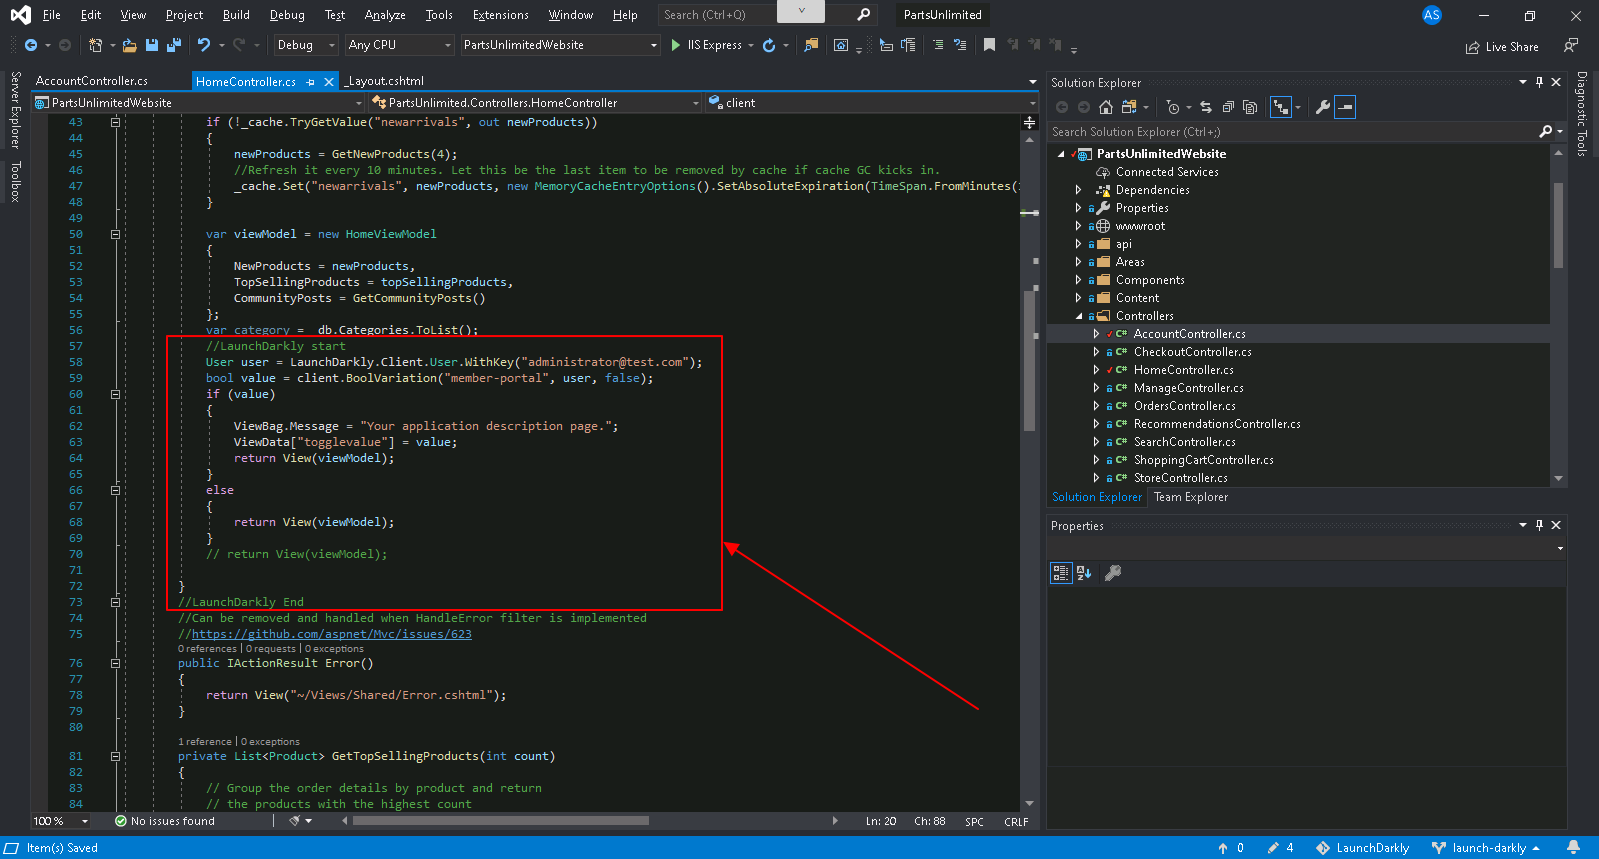 File Edit View Project Build Debug Test Analyze Tools Extensions Window Help Search (Ctrl+Q) PartsUnlimited AS
Debug Any CPU PartsUnlimitedWebsite IIS Express Live Share
Server Explorer
Toolbox
AccountController.cs HomeController.cs _Layout.cshtml
PartsUnlimitedWebsite PartsUnlimited.Controllers.HomeController client
43 if (!_cache.TryGetValue("newarrivals", out newProducts))
44 {
45 newProducts = GetNewProducts(4);
46 //Refresh it every 10 minutes. Let this be the last item to be removed by cache if cache GC kicks in.
47 _cache.Set("newarrivals", newProducts, new MemoryCacheEntryOptions().SetAbsoluteExpiration(TimeSpan.FromMinutes(
48 }
49
50 var viewModel = new HomeViewModel
51 {
52 NewProducts = newProducts,
53 TopSellingProducts = topSellingProducts,
54 CommunityPosts = GetCommunityPosts()
55 };
56 var category = _db.Categories.ToList();
57 //LaunchDarkly start
58 User user = LaunchDarkly.Client.User.WithKey("administrator@test.com");
59 bool value = client.BoolVariation("member-portal", user, false);
60 if (value)
61 {
62 ViewBag.Message = "Your application description page.";
63 ViewData["togglevalue"] = value;
64 return View(viewModel);
65 }
66 else
67 {
68 return View(viewModel);
69 }
70 // return View(viewModel);
71
72 }
73 //LaunchDarkly End
74 //Can be removed and handled when HandleError filter is implemented
75 //https://github.com/aspnet/Mvc/issues/623
0 references | 0 requests | 0 exceptions
76 public IActionResult Error()
77 {
78 return View("~/Views/Shared/Error.cshtml");
79 }
80
1 reference | 0 exceptions
81 private List<Product> GetTopSellingProducts(int count)
82 {
83 // Group the order details by product and return
84 // the products with the highest count
100 % No issues found Ln: 20 Ch: 88 SPC CRLF
Solution Explorer
Search Solution Explorer (Ctrl+;)
PartsUnlimitedWebsite
Connected Services
Dependencies
Properties
wwwroot
api
Areas
Components
Content
Controllers
C# AccountController.cs
C# CheckoutController.cs
C# HomeController.cs
C# ManageController.cs
C# OrdersController.cs
C# RecommendationsController.cs
C# SearchController.cs
C# ShoppingCartController.cs
C# StoreController.cs
Solution Explorer Team Explorer
Properties
Diagnostic Tools
Item(s) Saved 0 4 LaunchDarkly launch-darkly